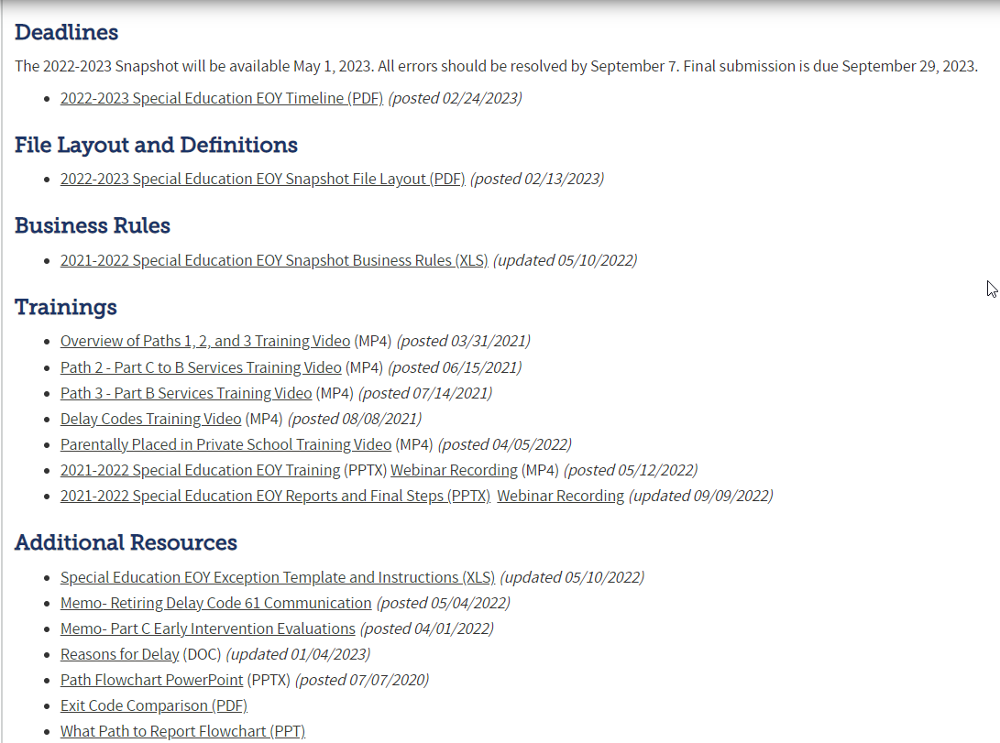 Deadlines
The 2022-2023 Snapshot will be available May 1, 2023. All errors should be resolved by September 7. Final submission is due September 29, 2023.
2022-2023 Special Education EOY Timeline (PDF) (posted 02/24/2023)
File Layout and Definitions
2022-2023 Special Education EOY Snapshot File Layout (PDF) (posted 02/13/2023)
Business Rules
2021-2022 Special Education EOY Snapshot Business Rules (XLS) (updated 05/10/2022)
Trainings
Overview of Paths 1, 2, and 3 Training Video (MP4) (posted 03/31/2021)
Path 2 - Part C to B Services Training Video (MP4) (posted 06/15/2021)
Path 3 - Part B Services Training Video (MP4) (posted 07/14/2021)
Delay Codes Training Video (MP4) (posted 08/08/2021)
Parentally Placed in Private School Training Video (MP4) (posted 04/05/2022)
2021-2022 Special Education EOY Training (PPTX) Webinar Recording (MP4) (posted 05/12/2022)
2021-2022 Special Education EOY Reports and Final Steps (PPTX) Webinar Recording (updated 09/09/2022)
Additional Resources
Special Education EOY Exception Template and Instructions (XLS) (updated 05/10/2022)
Memo- Retiring Delay Code 61 Communication (posted 05/04/2022)
Memo- Part C Early Intervention Evaluations (posted 04/01/2022)
Reasons for Delay (DOC) (updated 01/04/2023)
Path Flowchart PowerPoint (PPTX) (posted 07/07/2020)
Exit Code Comparison (PDF)
What Path to Report Flowchart (PPT)